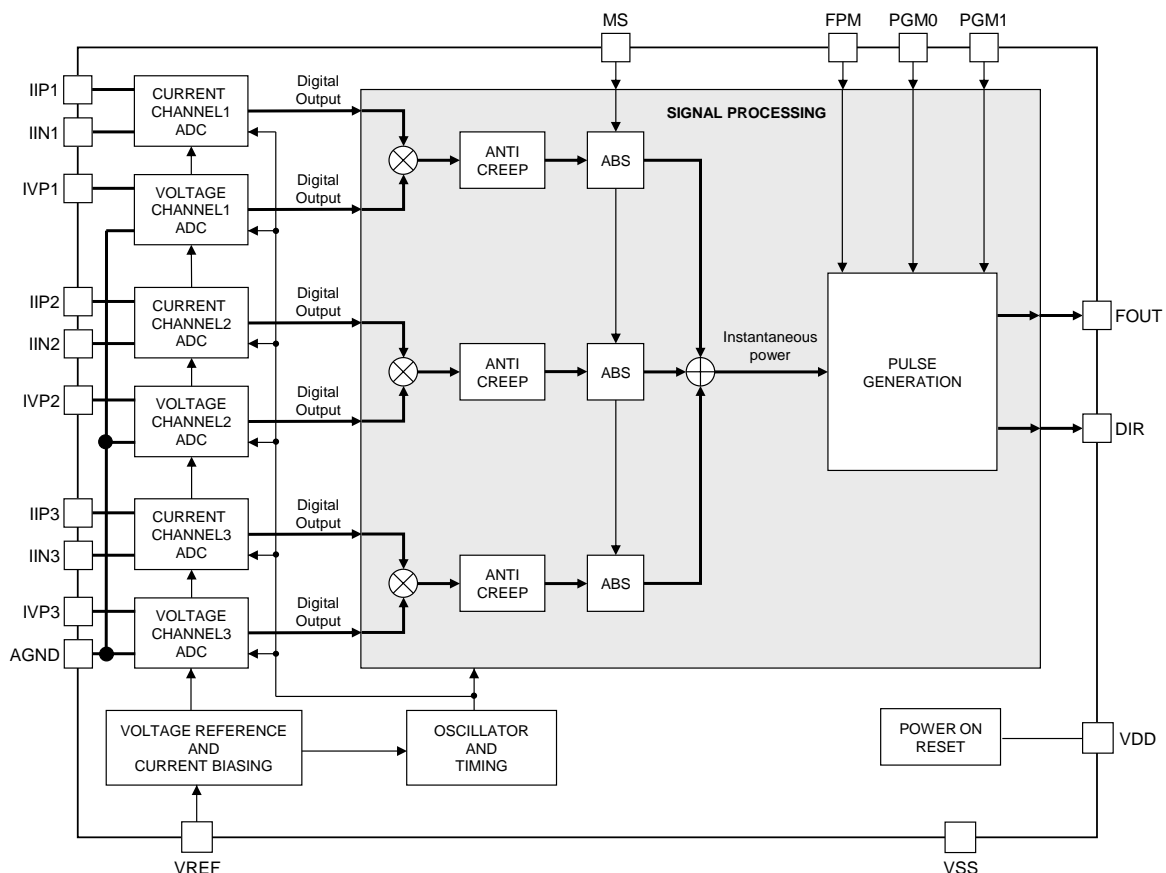 MS
FPM
PGM0
PGM1
IIP1
IIN1
CURRENT
CHANNEL1
ADC
Digital
Output
SIGNAL PROCESSING
ANTI
CREEP
ABS
IVP1
VOLTAGE
CHANNEL1
ADC
Digital
Output
IIP2
IIN2
CURRENT
CHANNEL2
ADC
Digital
Output
ANTI
CREEP
ABS
Instantaneous
power
PULSE
GENERATION
FOUT
DIR
IVP2
VOLTAGE
CHANNEL2
ADC
Digital
Output
IIP3
IIN3
CURRENT
CHANNEL3
ADC
Digital
Output
ANTI
CREEP
ABS
IVP3
AGND
VOLTAGE
CHANNEL3
ADC
Digital
Output
VOLTAGE REFERENCE
AND
CURRENT BIASING
OSCILLATOR
AND
TIMING
POWER ON
RESET
VDD
VREF
VSS